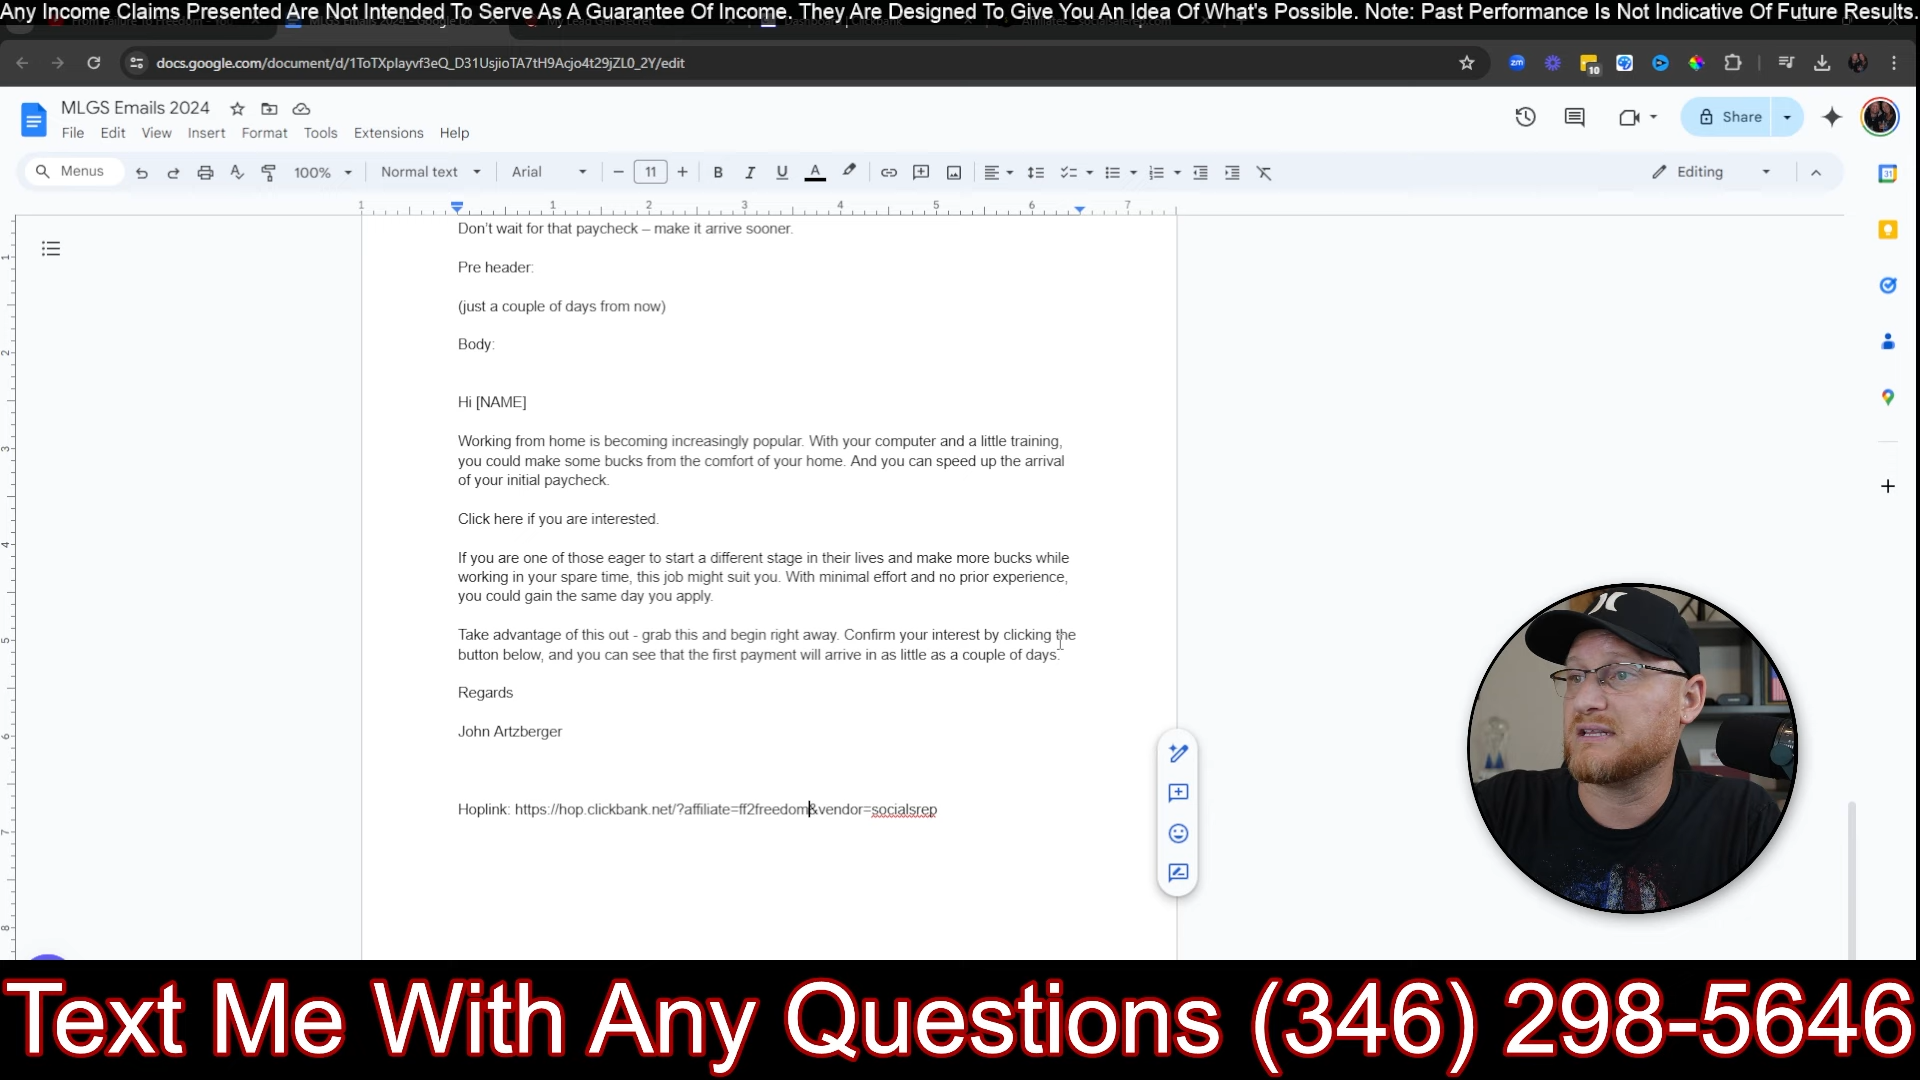 Any Income Claims Presented Are Not Intended To Serve As A Guarantee Of Income. They Are Designed To Give You An Idea Of What's Possible. Note: Past Performance Is Not Indicative Of Future Results.
docs.google.com/document/d/1ToTXplayvf3eQ_D31UsjioTA7tH9Acjo4t29jZL0_2Y/edit
10
MLGS Emails 2024
File Edit View Insert Format Tools Extensions Help
Share
Menus 100% Normal text Arial 11 Editing
1 1 2 3 4 5 6 7
Don't wait for that paycheck – make it arrive sooner.
Pre header:
(just a couple of days from now)
Body:
Hi [NAME]
Working from home is becoming increasingly popular. With your computer and a little training,
you could make some bucks from the comfort of your home. And you can speed up the arrival
of your initial paycheck.
Click here if you are interested.
If you are one of those eager to start a different stage in their lives and make more bucks while
working in your spare time, this job might suit you. With minimal effort and no prior experience,
you could gain the same day you apply.
Take advantage of this out - grab this and begin right away. Confirm your interest by clicking the
button below, and you can see that the first payment will arrive in as little as a couple of days.
Regards
John Artzberger
Hoplink: https://hop.clickbank.net/?affiliate=ff2freedom&vendor=socialsrep
Text Me With Any Questions (346) 298-5646